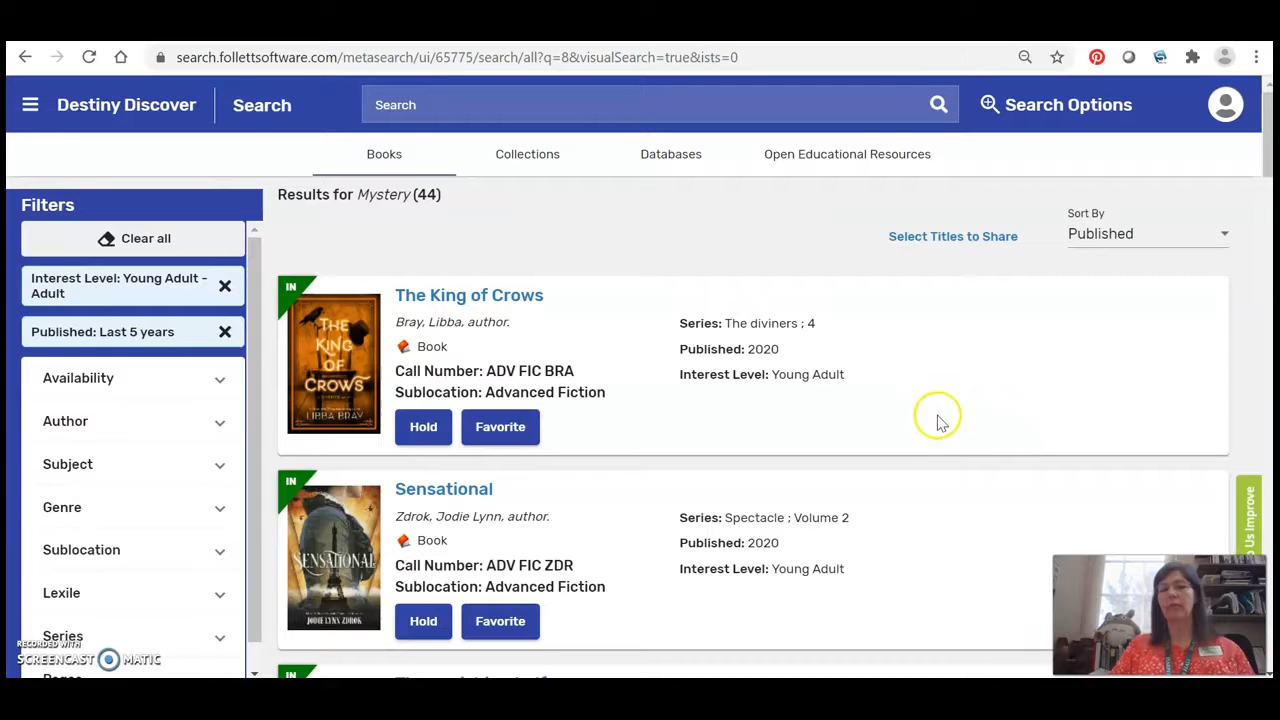 search.follettsoftware.com/metasearch/ui/65775/search/all?q=8&visualSearch=true&ists=0
Destiny Discover
Search
Search
Search Options
Books
Collections
Databases
Open Educational Resources
Filters
Clear all
Interest Level: Young Adult -
Adult
Published: Last 5 years
Availability
Author
Subject
Genre
Sublocation
Lexile
Series
Results for Mystery (44)
Select Titles to Share
Sort By
Published
IN
THE
KING
OF
CROWS
LIBBA BRAY
The King of Crows
Bray, Libba, author.
Book
Call Number: ADV FIC BRA
Sublocation: Advanced Fiction
Hold
Favorite
Series: The diviners ; 4
Published: 2020
Interest Level: Young Adult
IN
SENSATIONAL
JODIE LYNN ZDROK
Sensational
Zdrok, Jodie Lynn, author.
Book
Call Number: ADV FIC ZDR
Sublocation: Advanced Fiction
Hold
Favorite
Series: Spectacle ; Volume 2
Published: 2020
Interest Level: Young Adult
Us Improve
RECORDED WITH
SCREENCAST MATIC